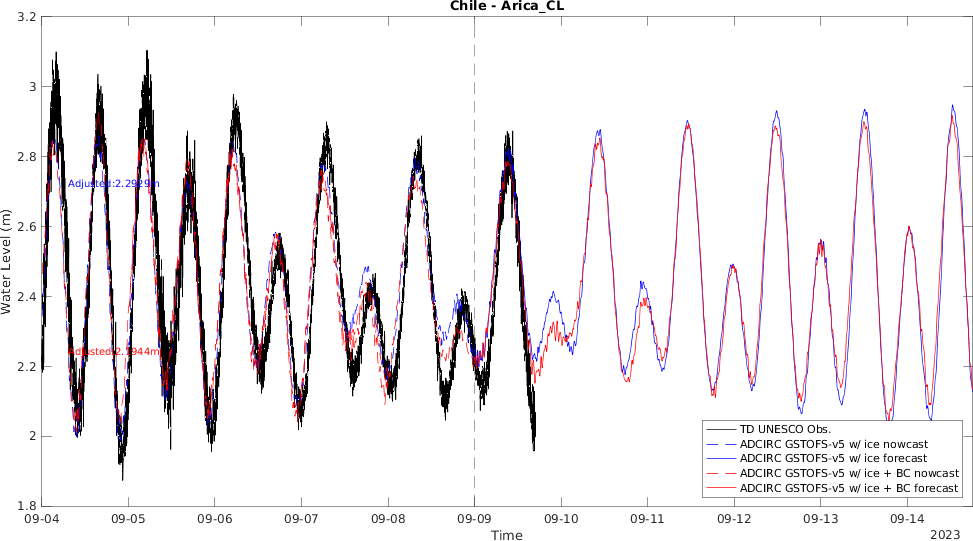 Chile - Arica_CL
3.2
3
2.8
2.6
2.4
2.2
2
1.8
Water Level (m)
Adjusted:2.2929m
Adjusted:2.1944m
TD UNESCO Obs.
ADCIRC GSTOFS-v5 w/ ice nowcast
ADCIRC GSTOFS-v5 w/ ice forecast
ADCIRC GSTOFS-v5 w/ ice + BC nowcast
ADCIRC GSTOFS-v5 w/ ice + BC forecast
09-04 09-05 09-06 09-07 09-08 09-09 09-10 09-11 09-12 09-13 09-14
Time
2023